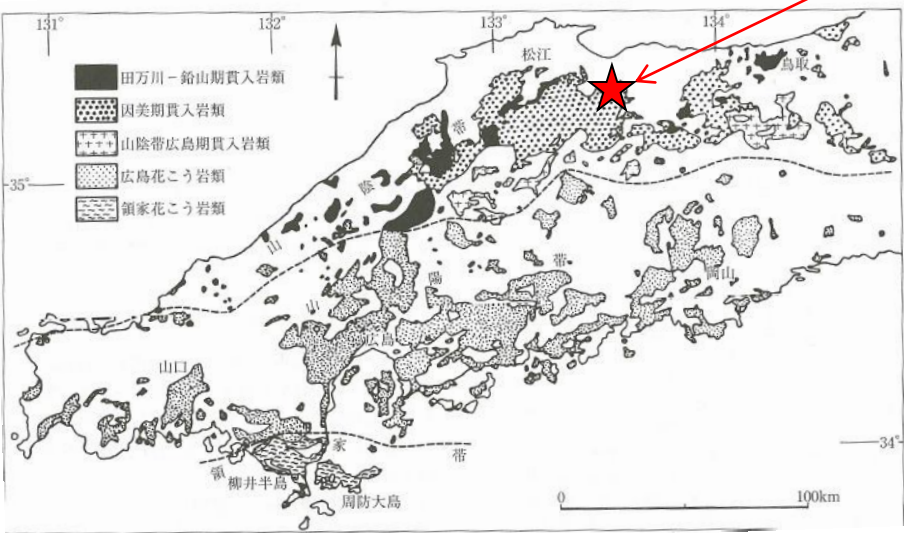 131°
132°
133°
134°
松江
鳥取
田万川-鉛山期貫入岩類
因美期貫入岩類
山陰帯広島期貫入岩類
広島花こう岩類
領家花こう岩類
帯
陰
山
35°
帯
陽
山
岡山
広島
山口
34°
家
帯
領
柳井半島
周防大島
0
100km